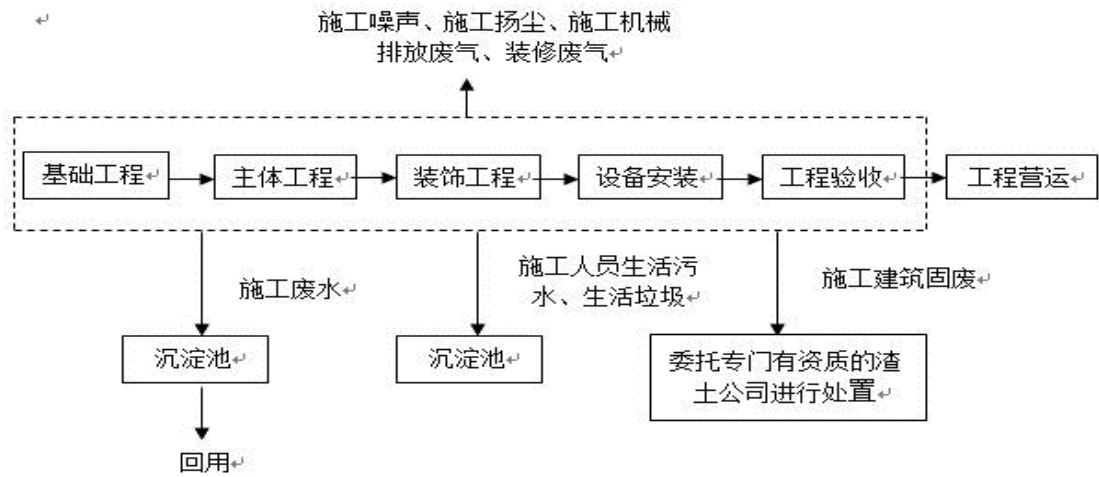 施工噪声、施工扬尘、施工机械
排放废气、装修废气
基础工程
主体工程
装饰工程
设备安装
工程验收
工程营运
施工废水
施工人员生活污
水、生活垃圾
施工建筑固废
沉淀池
沉淀池
委托专门有资质的渣
土公司进行处置
回用